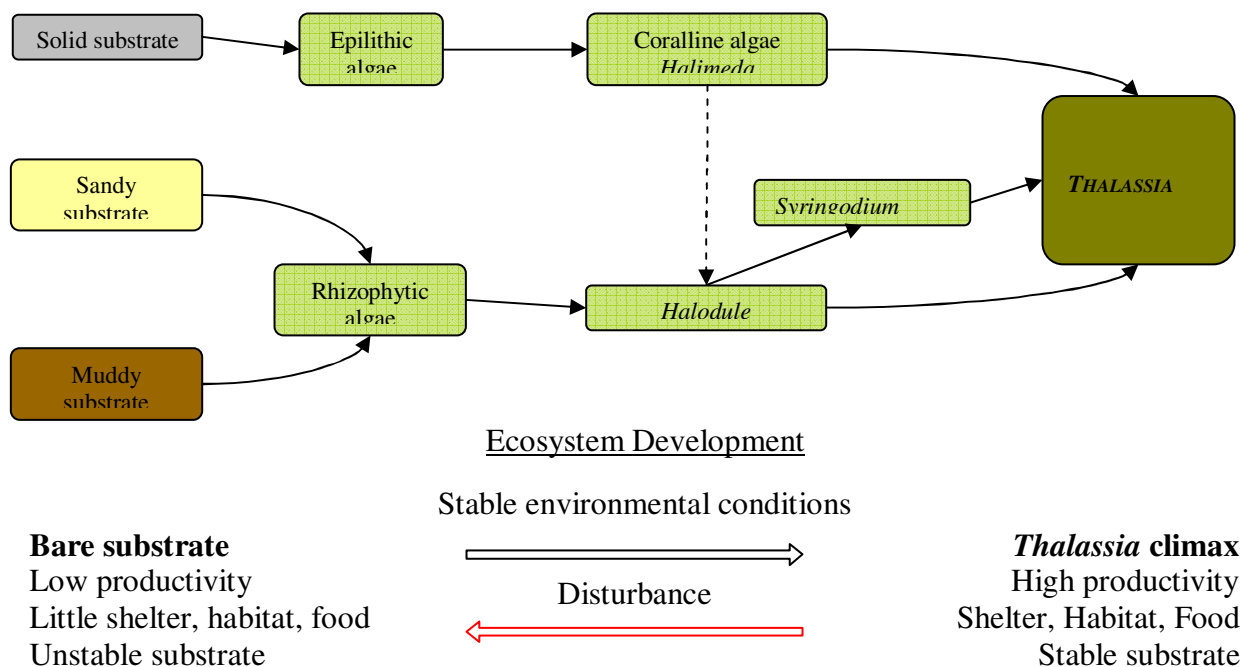 Solid substrate
Epilithic
algae
Coralline algae
Halimeda
Sandy
substrate
Syringodium
THALASSIA
Rhizophytic
algae
Halodule
Muddy
substrate
Ecosystem Development
Stable environmental conditions
Bare substrate
Low productivity
Little shelter, habitat, food
Unstable substrate
Disturbance
Thalassia climax
High productivity
Shelter, Habitat, Food
Stable substrate